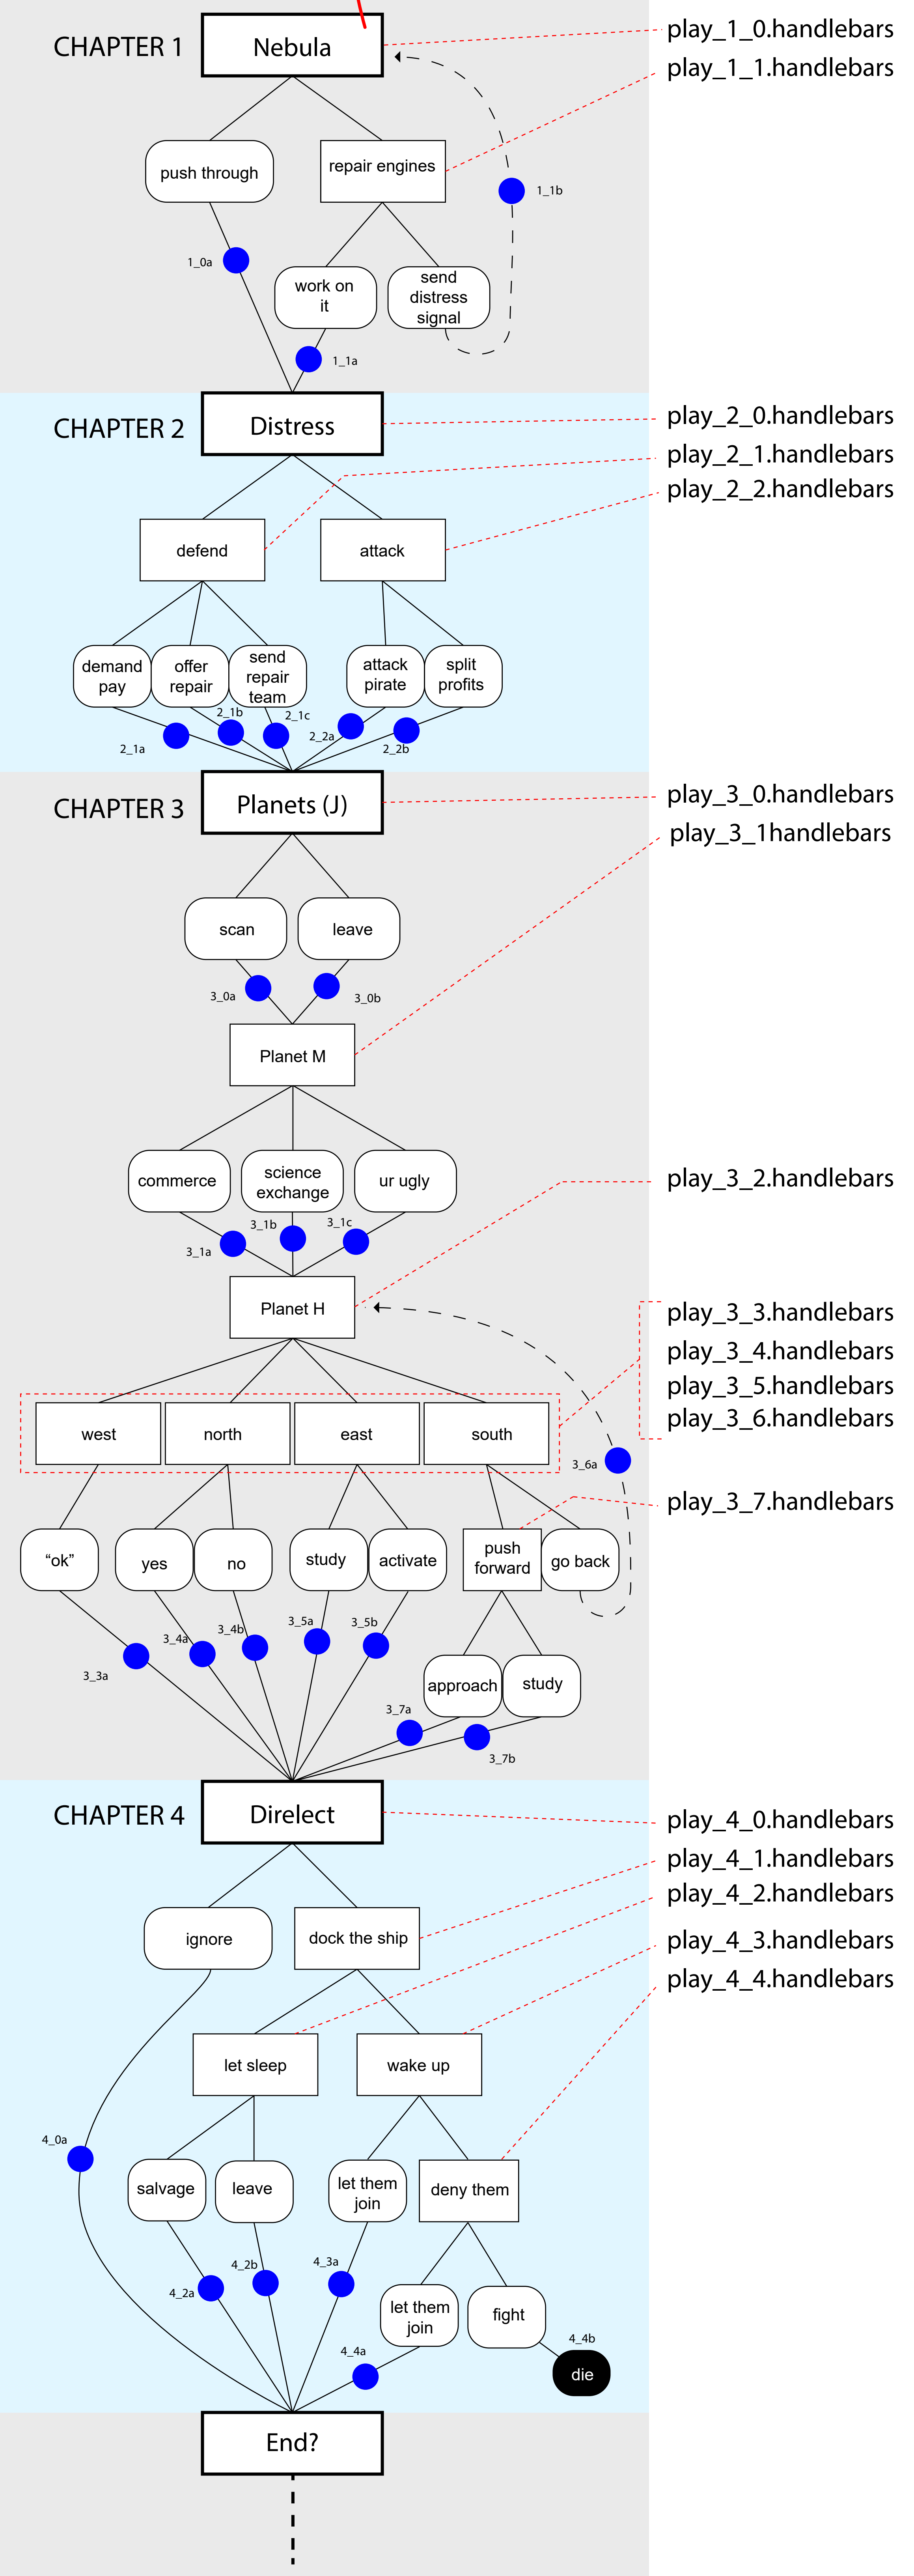 play_1_0.handlebars
CHAPTER 1
Nebula
play_1_1.handlebars
push through
repair engines
1_1b
1_0a
work on
it
send
distress
signal
1_1a
CHAPTER 2
Distress
play_2_0.handlebars
play_2_1.handlebars
play_2_2.handlebars
defend
attack
demand
pay
offer
repair
send
repair
team
attack
pirate
split
profits
2_1a
2_1b
2_1c
2_2a
2_2b
CHAPTER 3
Planets (J)
play_3_0.handlebars
play_3_1handlebars
scan
leave
3_0a
3_0b
Planet M
commerce
science
exchange
ur ugly
play_3_2.handlebars
3_1a
3_1b
3_1c
Planet H
play_3_3.handlebars
play_3_4.handlebars
play_3_5.handlebars
play_3_6.handlebars
west
north
east
south
3_6a
play_3_7.handlebars
“ok”
yes
no
study
activate
push
forward
go back
3_3a
3_4a
3_4b
3_5a
3_5b
approach
study
3_7a
3_7b
CHAPTER 4
Direlect
play_4_0.handlebars
play_4_1.handlebars
play_4_2.handlebars
play_4_3.handlebars
play_4_4.handlebars
ignore
dock the ship
let sleep
wake up
4_0a
salvage
leave
let them
join
deny them
4_2a
4_2b
4_3a
let them
join
fight
4_4a
4_4b
die
End?